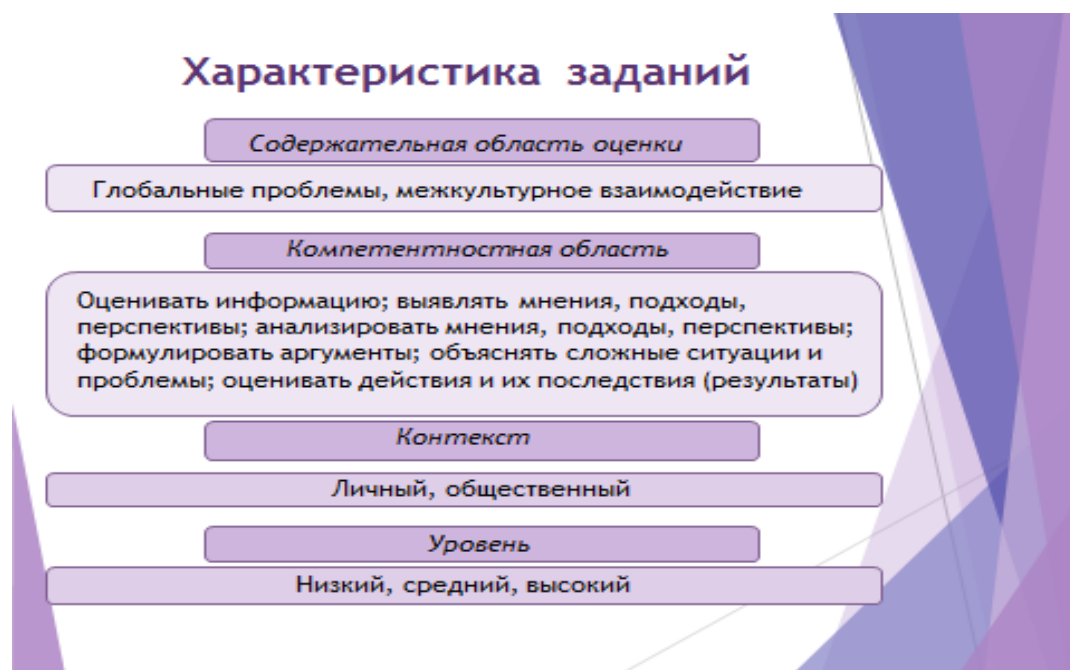 Характеристика заданий
Содержательная область оценки
Глобальные проблемы, межкультурное взаимодействие
Компетентностная область
Оценивать информацию; выявлять мнения, подходы,
перспективы; анализировать мнения, подходы, перспективы;
формулировать аргументы; объяснять сложные ситуации и
проблемы; оценивать действия и их последствия (результаты)
Контекст
Личный, общественный
Уровень
Низкий, средний, высокий